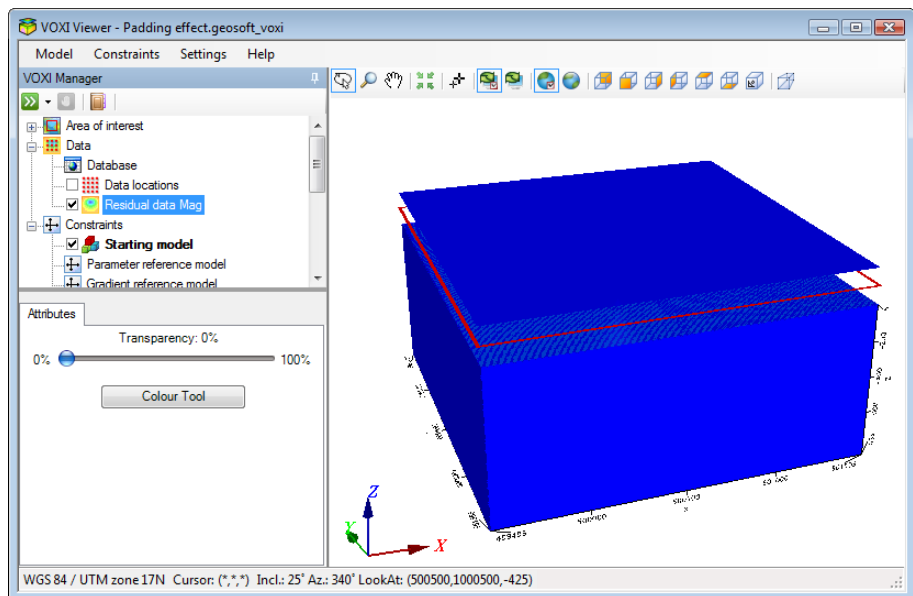 VOXI Viewer - Padding effect.geosoft_voxi
Model Constraints Settings Help
VOXI Manager
Area of interest
Data
Database
Data locations
Residual data Mag
Constraints
Starting model
Parameter reference model
Gradient reference model
Attributes
Transparency: 0%
0% 100%
Colour Tool
Z
Y
X
WGS 84 / UTM zone 17N Cursor: (*,*,*) Incl.: 25° Az.: 340° LookAt: (500500,1000500,-425)